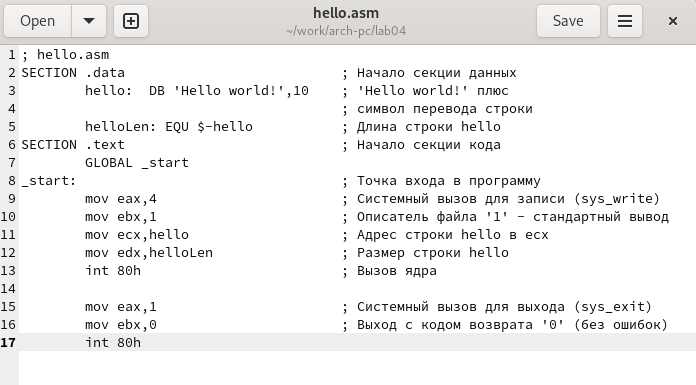 Open
hello.asm
~/work/arch-pc/lab04
Save
1 ; hello.asm
2 SECTION .data ; Начало секции данных
3 hello: DB 'Hello world!',10 ; 'Hello world!' плюс
4 ; символ перевода строки
5 helloLen: EQU $-hello ; Длина строки hello
6 SECTION .text ; Начало секции кода
7 GLOBAL _start
8 _start: ; Точка входа в программу
9 mov eax,4 ; Системный вызов для записи (sys_write)
10 mov ebx,1 ; Описатель файла '1' - стандартный вывод
11 mov ecx,hello ; Адрес строки hello в ecx
12 mov edx,helloLen ; Размер строки hello
13 int 80h ; Вызов ядра
14
15 mov eax,1 ; Системный вызов для выхода (sys_exit)
16 mov ebx,0 ; Выход с кодом возврата '0' (без ошибок)
17 int 80h